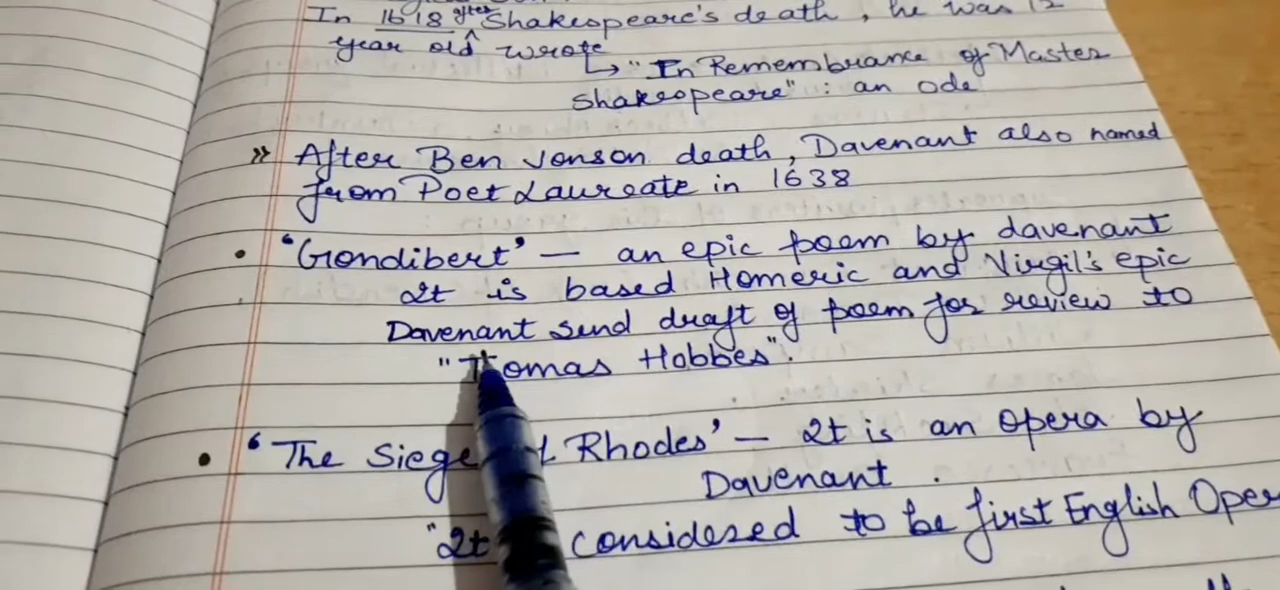 In 1618 after Shakespeare's death, he was 12
year old wrote
"In Remembrance of Master
Shakespeare" : an ode
» After Ben Jonson death, Davenant also named
from Poet Laureate in 1638
• 'Gondibert' — an epic poem by davenant
It is based Homeric and Virgil's epic
Davenant send draft of poem for review to
"Thomas Hobbes".
• 'The Siege of Rhodes' — It is an opera by
Davenant.
"It considered to be first English Oper